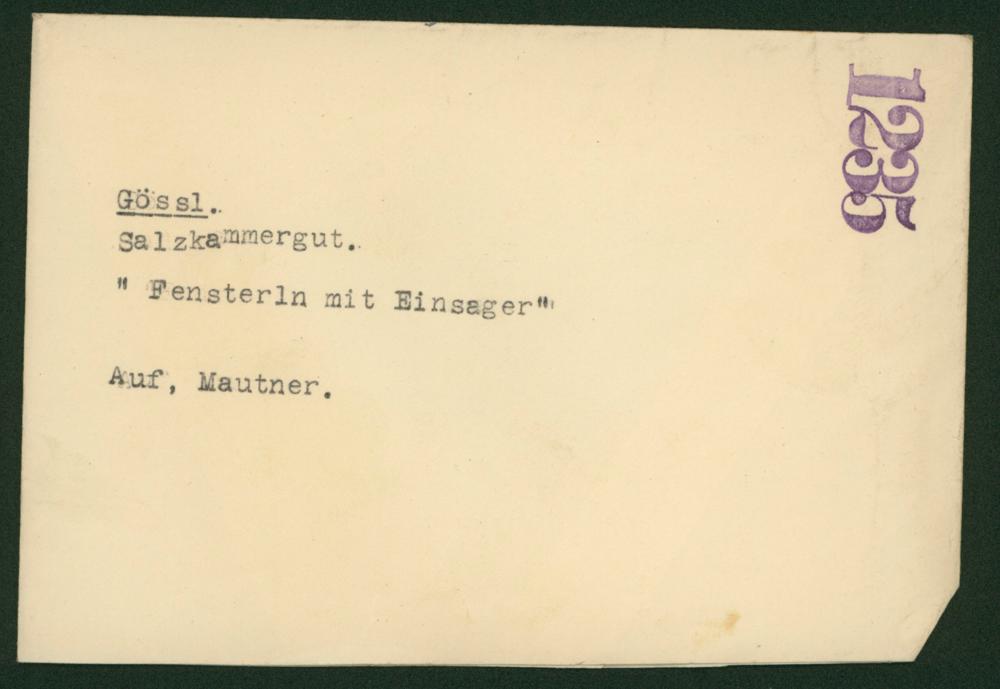 1235
Gössl.
Salzkammergut.
" Fensterln mit Einsager"
Auf, Mautner.